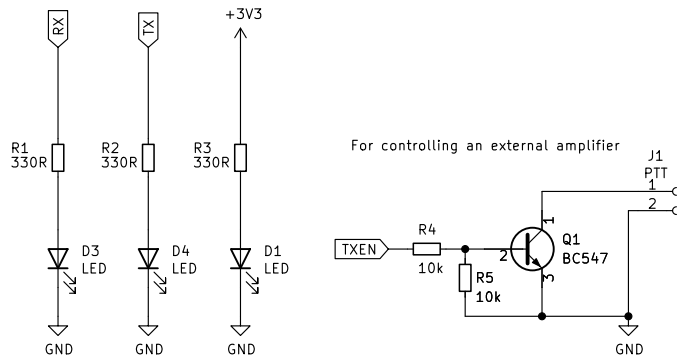 RX
TX
+3V3
R1
330R
R2
330R
R3
330R
D3
LED
D4
LED
D1
LED
GND
GND
GND
For controlling an external amplifier
J1
PTT
1
2
TXEN
R4
10k
R5
10k
2
1
3
Q1
BC547
GND